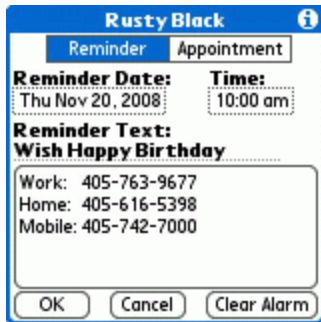 Rusty Black
Reminder Appointment
Reminder Date: Time:
Thu Nov 20, 2008 10:00 am
Reminder Text:
Wish Happy Birthday
Work: 405-763-9677
Home: 405-616-5398
Mobile: 405-742-7000
OK Cancel Clear Alarm